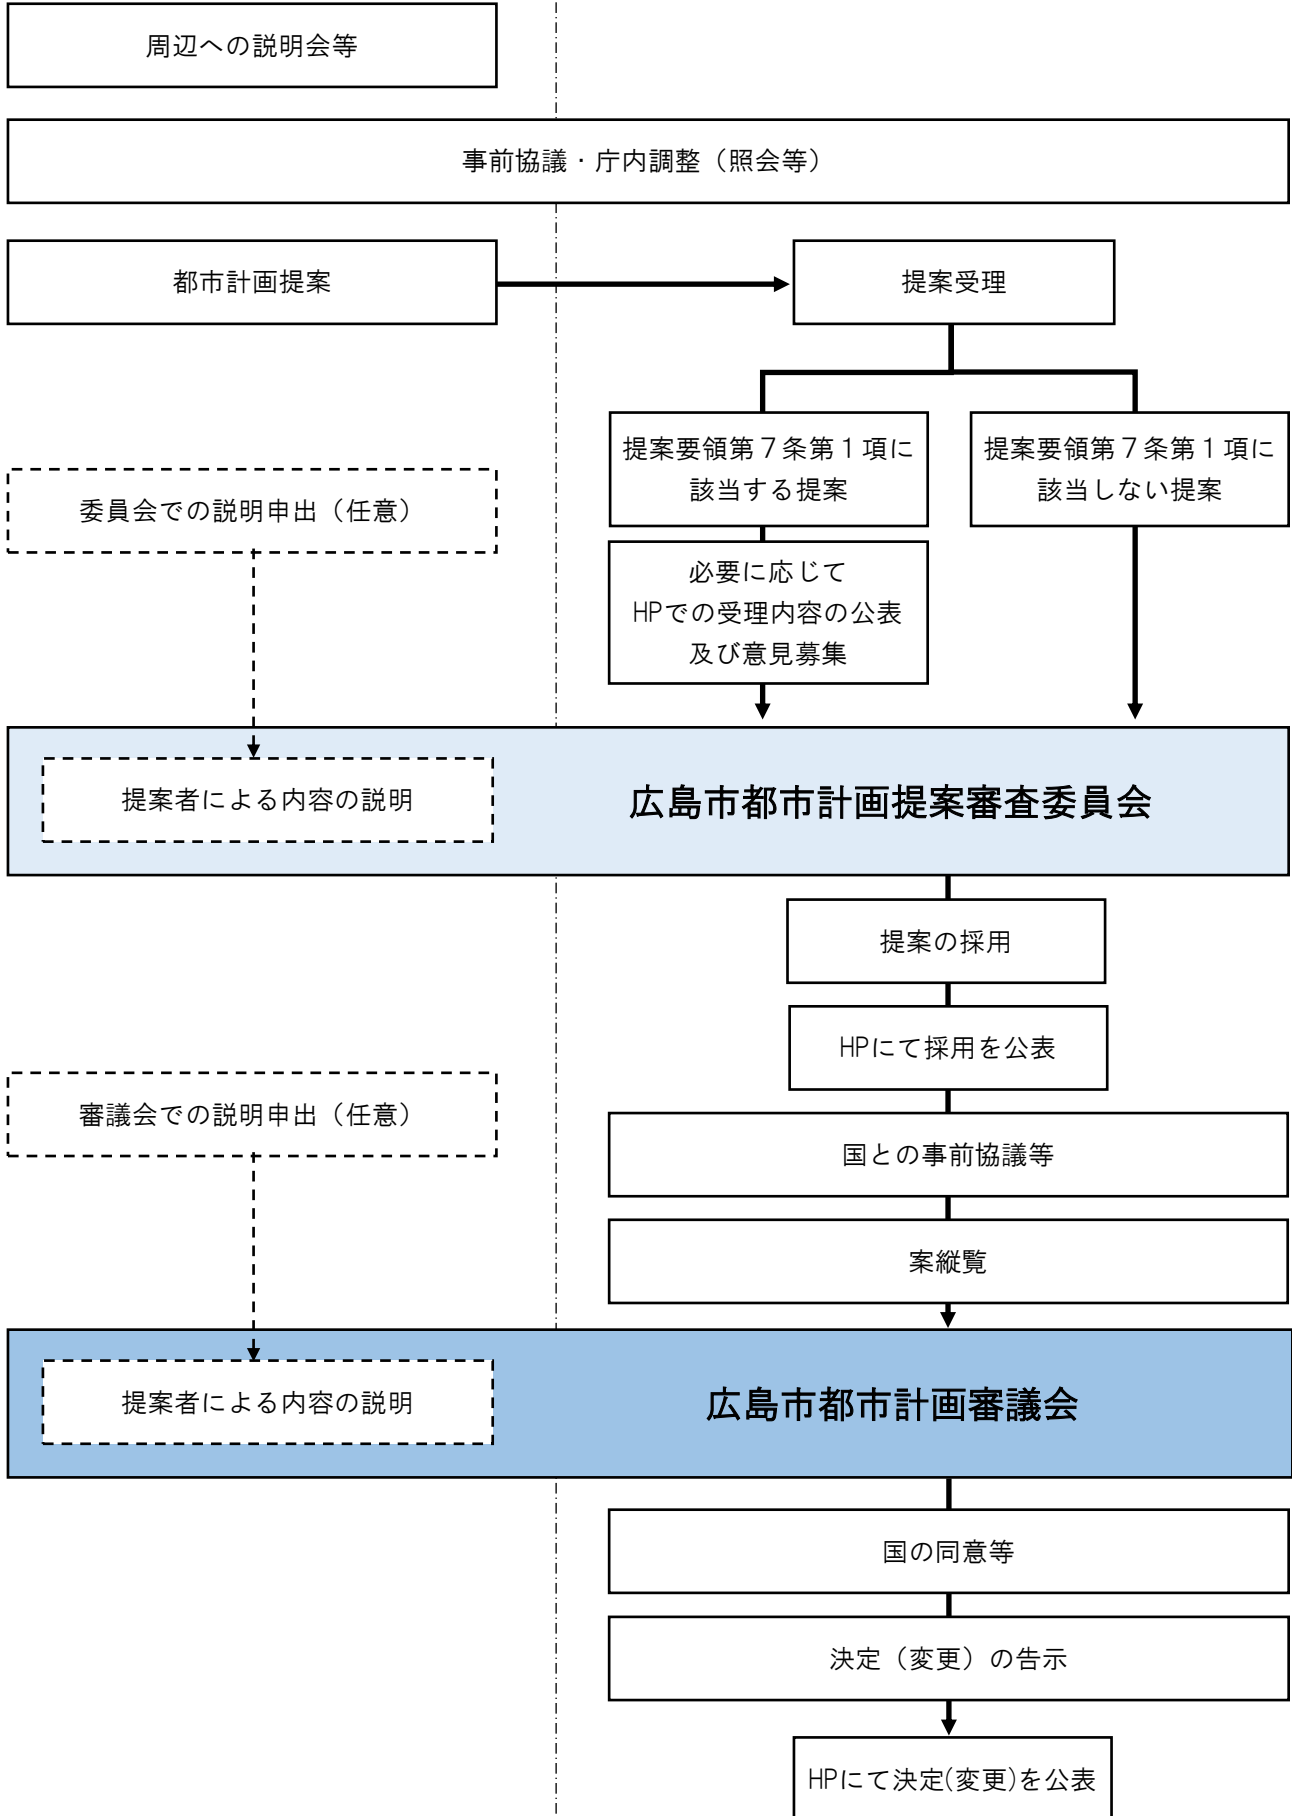 周辺への説明会等
事前協議・庁内調整（照会等）
都市計画提案
提案受理
提案要領第７条第１項に
該当する提案
提案要領第７条第１項に
該当しない提案
委員会での説明申出（任意）
必要に応じて
HPでの受理内容の公表
及び意見募集
提案者による内容の説明
広島市都市計画提案審査委員会
提案の採用
HPにて採用を公表
審議会での説明申出（任意）
国との事前協議等
案縦覧
提案者による内容の説明
広島市都市計画審議会
国の同意等
決定（変更）の告示
HPにて決定(変更)を公表